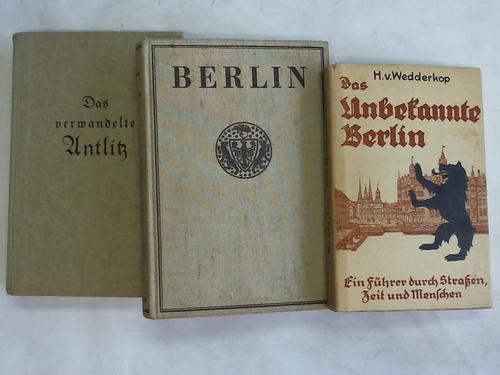 Das
verwandelte
Antlitz
BERLIN
H.v.Wedderkop
Das
Unbekannte
Berlin
Ein Führer durch Straßen,
Zeit und Menschen